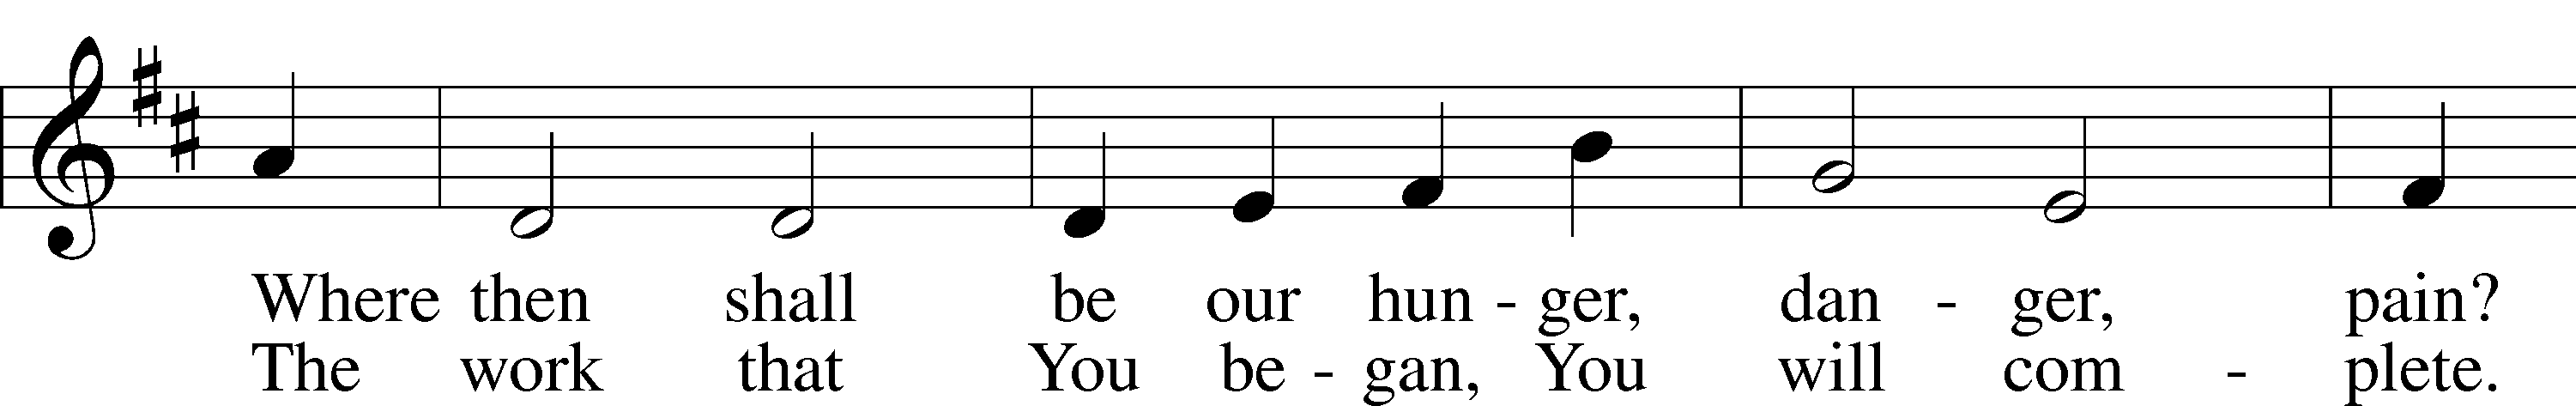 Where then shall be our hun - ger, dan - ger, pain?
The work that You be - gan, You will com - plete.